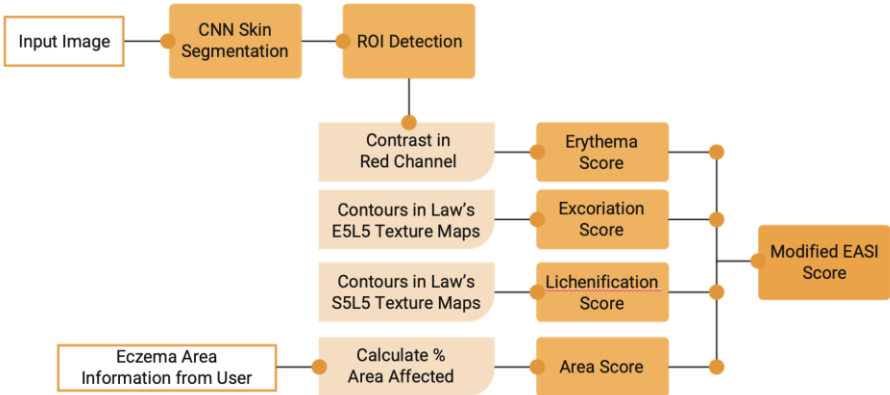 Input Image
CNN Skin
Segmentation
ROI Detection
Contrast in
Red Channel
Erythema
Score
Contours in Law's
E5L5 Texture Maps
Excoriation
Score
Modified EASI
Score
Contours in Law's
S5L5 Texture Maps
Lichenification
Score
Eczema Area
Information from User
Calculate %
Area Affected
Area Score